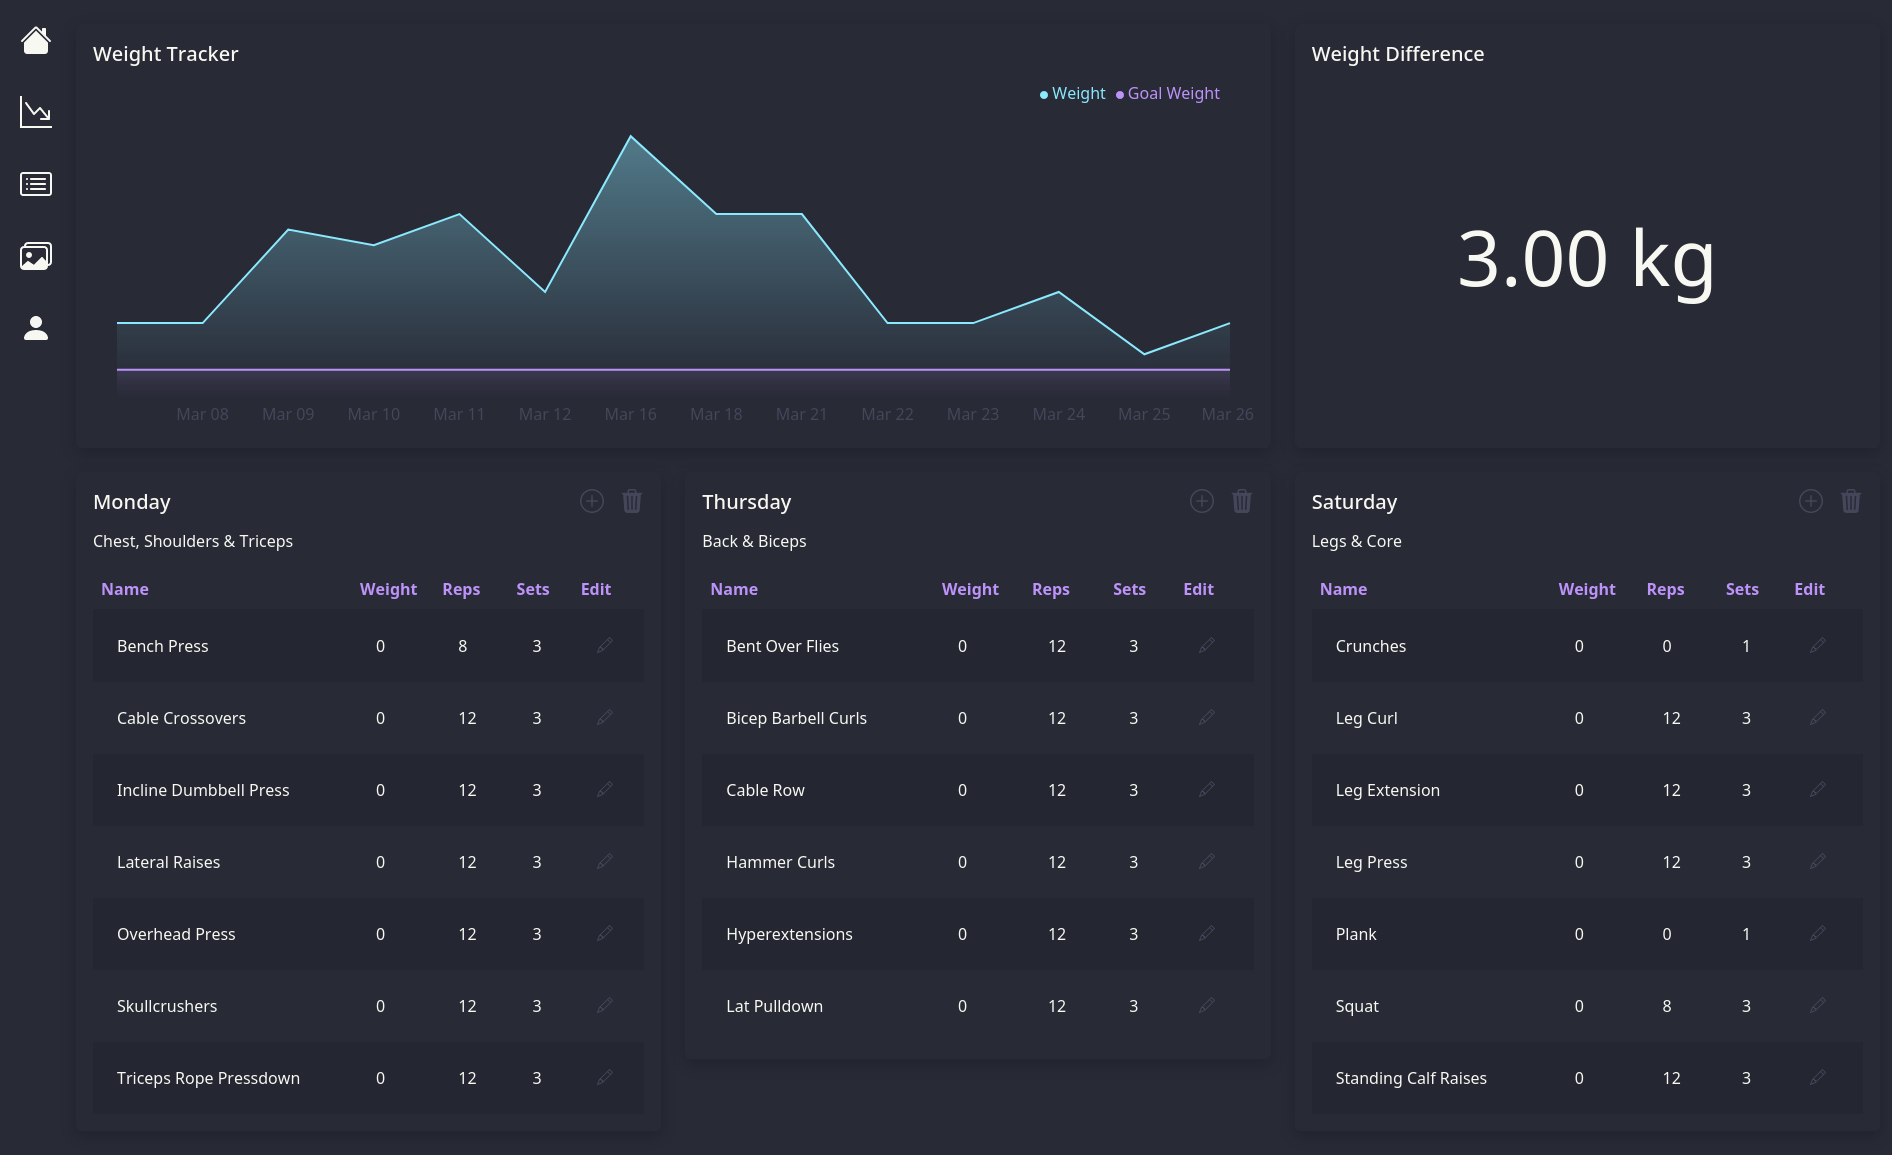 Weight Tracker
Weight Goal Weight
Mar 08 Mar 09 Mar 10 Mar 11 Mar 12 Mar 16 Mar 18 Mar 21 Mar 22 Mar 23 Mar 24 Mar 25 Mar 26
Weight Difference
3.00 kg
Monday
Chest, Shoulders & Triceps
Name Weight Reps Sets Edit
Bench Press 0 8 3
Cable Crossovers 0 12 3
Incline Dumbbell Press 0 12 3
Lateral Raises 0 12 3
Overhead Press 0 12 3
Skullcrushers 0 12 3
Triceps Rope Pressdown 0 12 3
Thursday
Back & Biceps
Name Weight Reps Sets Edit
Bent Over Flies 0 12 3
Bicep Barbell Curls 0 12 3
Cable Row 0 12 3
Hammer Curls 0 12 3
Hyperextensions 0 12 3
Lat Pulldown 0 12 3
Saturday
Legs & Core
Name Weight Reps Sets Edit
Crunches 0 0 1
Leg Curl 0 12 3
Leg Extension 0 12 3
Leg Press 0 12 3
Plank 0 0 1
Squat 0 8 3
Standing Calf Raises 0 12 3